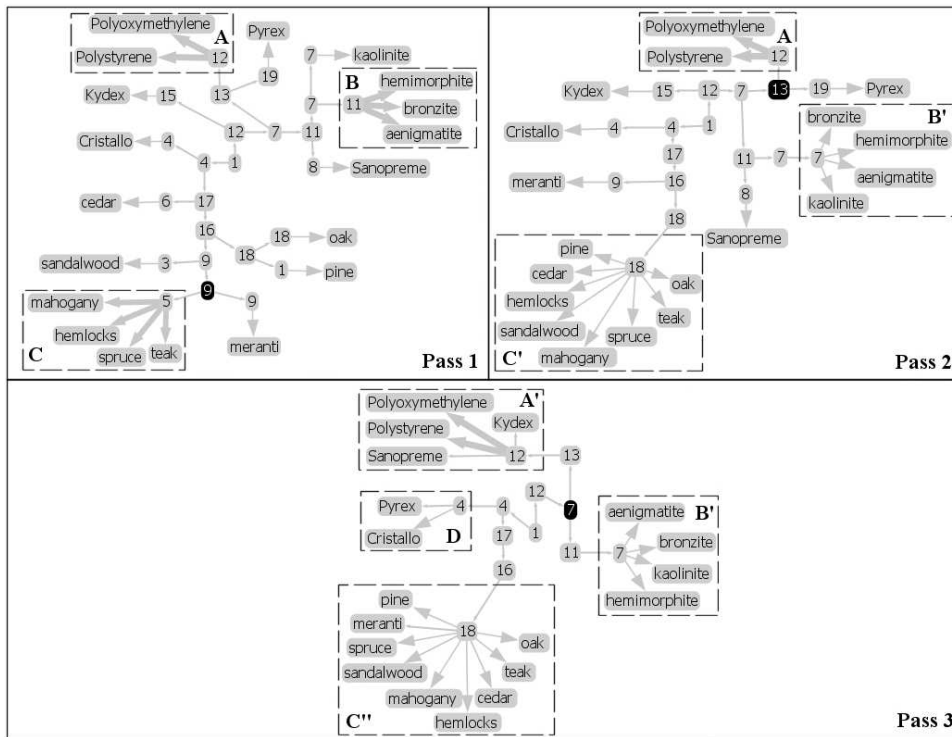 Polyoxymethylene
A
Pyrex
Polystyrene
12
19
7
kaolinite
Kydex
15
13
B
hemimorphite
7
11
bronzite
Cristallo
4
12
7
11
aenigmatite
4
1
8
Sanopreme
cedar
6
17
16
18
oak
sandalwood
3
9
18
1
pine
mahogany
5
9
9
hemlocks
spruce
teak
meranti
C
Pass 1
Polyoxymethylene
A
Polystyrene
12
Kydex
15
12
7
13
19
Pyrex
B'
Cristallo
4
4
1
bronzite
hemimorphite
17
11
7
7
aenigmatite
meranti
9
16
8
kaolinite
18
Sanopreme
pine
cedar
18
oak
hemlocks
teak
sandalwood
spruce
mahogany
C'
Pass 2
Polyoxymethylene
A'
Kydex
Polystyrene
Sanopreme
12
13
12
7
Pyrex
4
4
aenigmatite
B'
Cristallo
D
17
1
11
7
bronzite
16
kaolinite
hemimorphite
pine
meranti
18
oak
spruce
sandalwood
teak
mahogany
cedar
C"
hemlocks
Pass 3